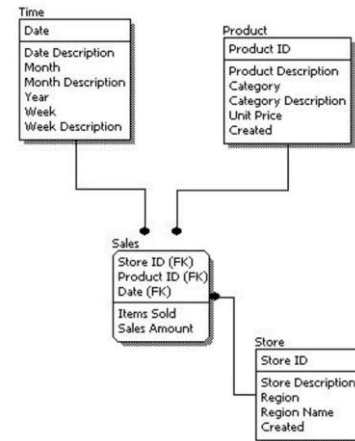 Time
Date
Date Description
Month
Month Description
Year
Week
Week Description
Product
Product ID
Product Description
Category
Category Description
Unit Price
Created
Sales
Store ID (FK)
Product ID (FK)
Date (FK)
Items Sold
Sales Amount
Store
Store ID
Store Description
Region
Region Name
Created